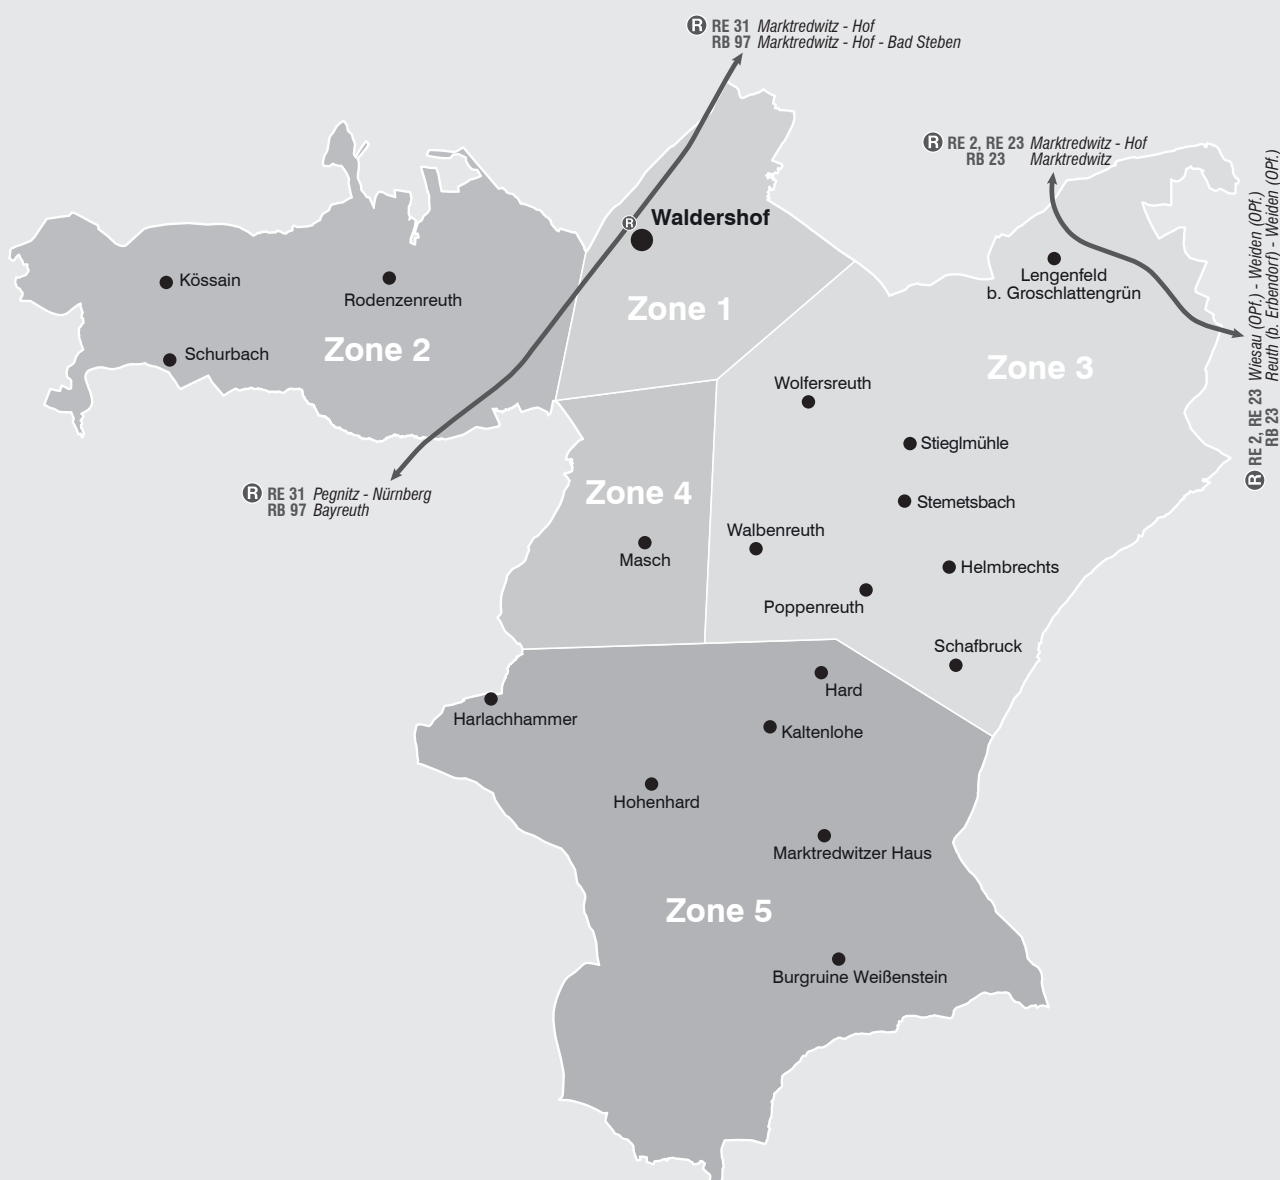 R RE 31 Marktredwitz - Hof
RB 97 Marktredwitz - Hof - Bad Steben
R RE 2, RE 23 Marktredwitz - Hof
RB 23 Marktredwitz
R RE 2, RE 23 Wiesau (OPf.) - Weiden (OPf.)
RB 23 Reuth (b. Erbendorf) - Weiden (OPf.)
R
Waldershof
Zone 1
Kössain
Rodenzenreuth
Schurbach
Zone 2
Lengenfeld
b. Groschlattengrün
Zone 3
Wolfersreuth
Stieglmühle
Stemetsbach
Walbenreuth
Helmbrechts
Poppenreuth
Schafbruck
R RE 31 Pegnitz - Nürnberg
RB 97 Bayreuth
Zone 4
Masch
Hard
Harlachhammer
Kaltenlohe
Hohenhard
Marktredwitzer Haus
Zone 5
Burgruine Weißenstein